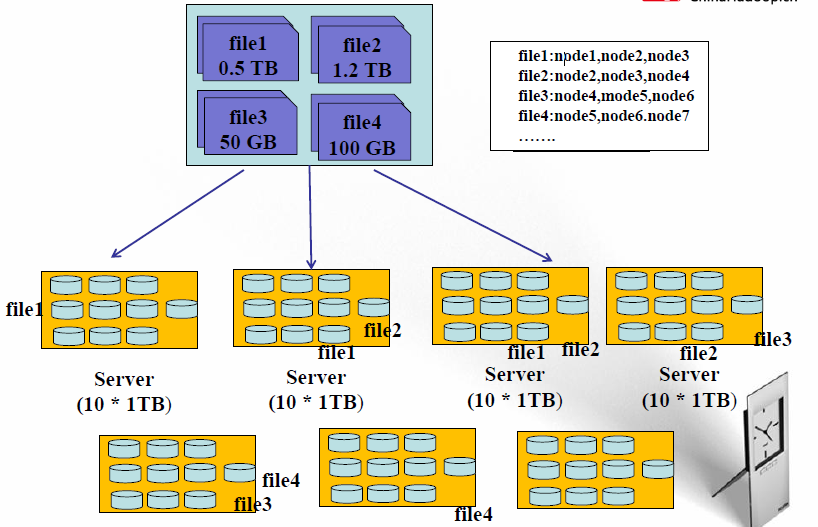 file1
0.5 TB
file2
1.2 TB
file3
50 GB
file4
100 GB
file1:node1,node2,node3
file2:node2,node3,node4
file3:node4,mode5,node6
file4:node5,node6.node7
…….
file1
file2
file1
file1
file2
file3
file2
Server
(10 * 1TB)
Server
(10 * 1TB)
Server
(10 * 1TB)
Server
(10 * 1TB)
file4
file3
file4